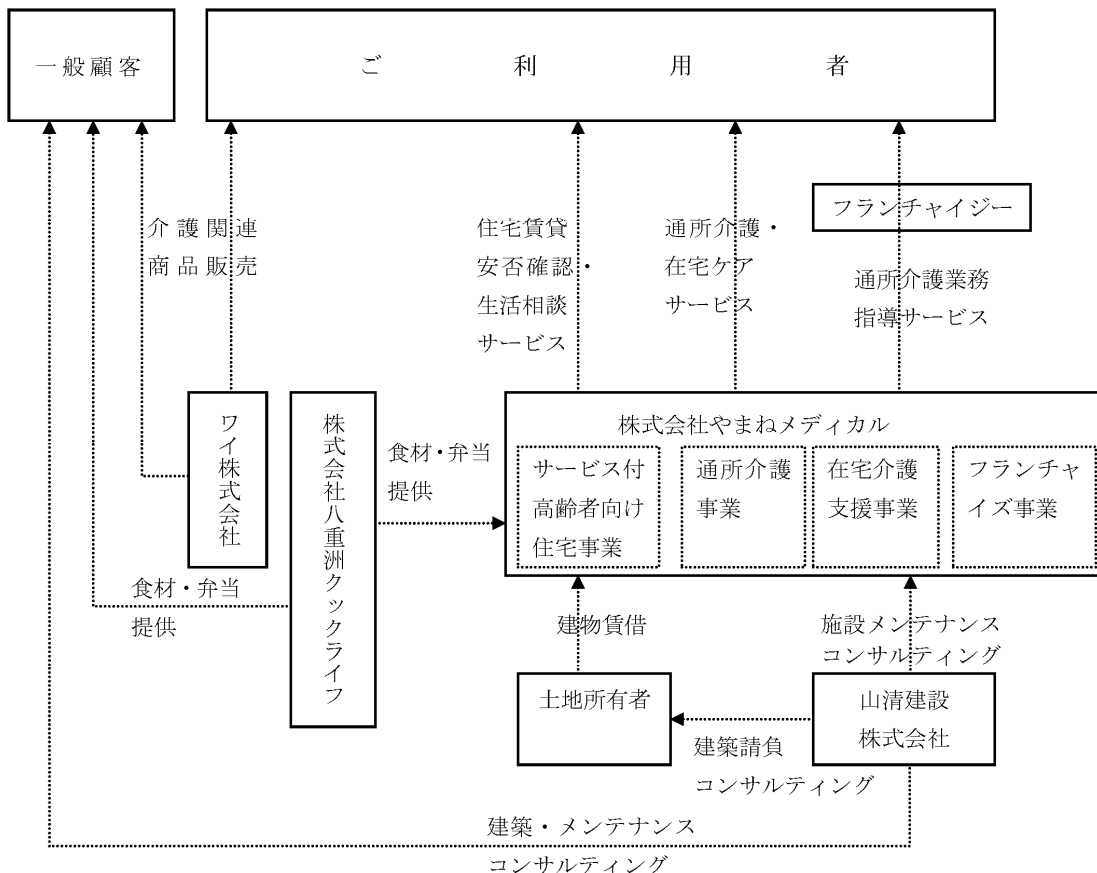 一般顧客
ご利用者
フランチャイジー
介護関連
商品販売
住宅賃貸
安否確認・
生活相談
サービス
通所介護・
在宅ケア
サービス
通所介護業務
指導サービス
ワイ株式会社
株式会社八重洲クックライフ
食材・弁当
提供
株式会社やまねメディカル
サービス付
高齢者向け
住宅事業
通所介護
事業
在宅介護
支援事業
フランチャ
イズ事業
食材・弁当
提供
建物賃借
施設メンテナンス
コンサルティング
土地所有者
山清建設
株式会社
建築請負
コンサルティング
建築・メンテナンス
コンサルティング